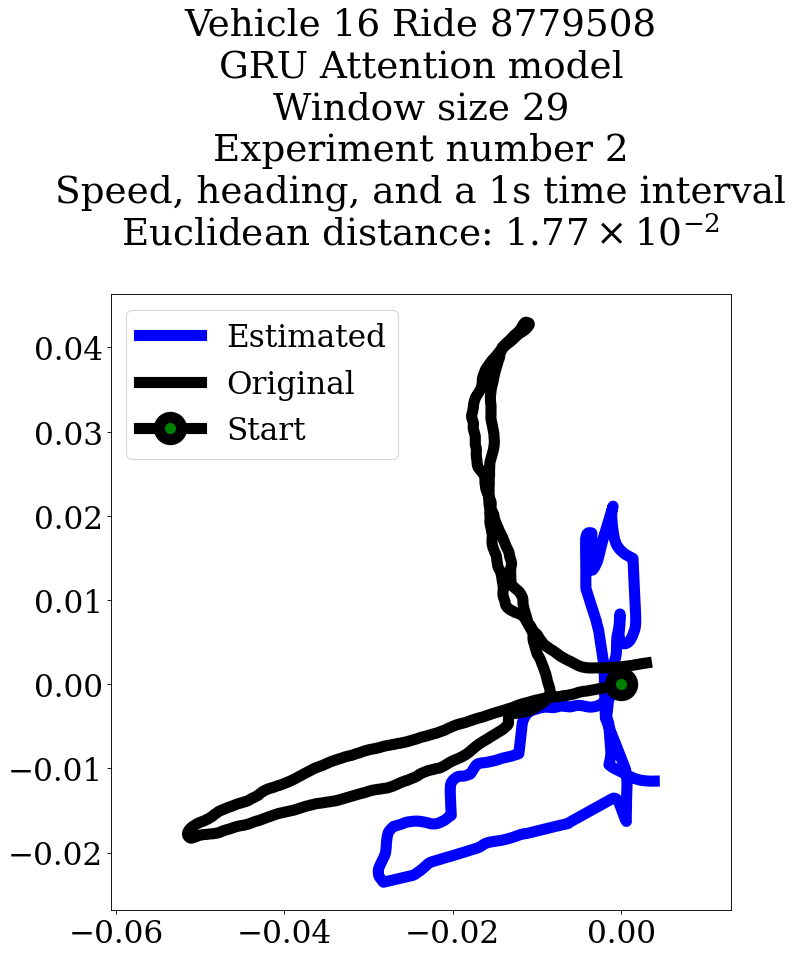 Vehicle 16 Ride 8779508
GRU Attention model
Window size 29
Experiment number 2
Speed, heading, and a 1s time interval
Euclidean distance: 1.77 × 10⁻²
Estimated
Original
Start
0.04
0.03
0.02
0.01
0.00
−0.01
−0.02
−0.06
−0.04
−0.02
0.00